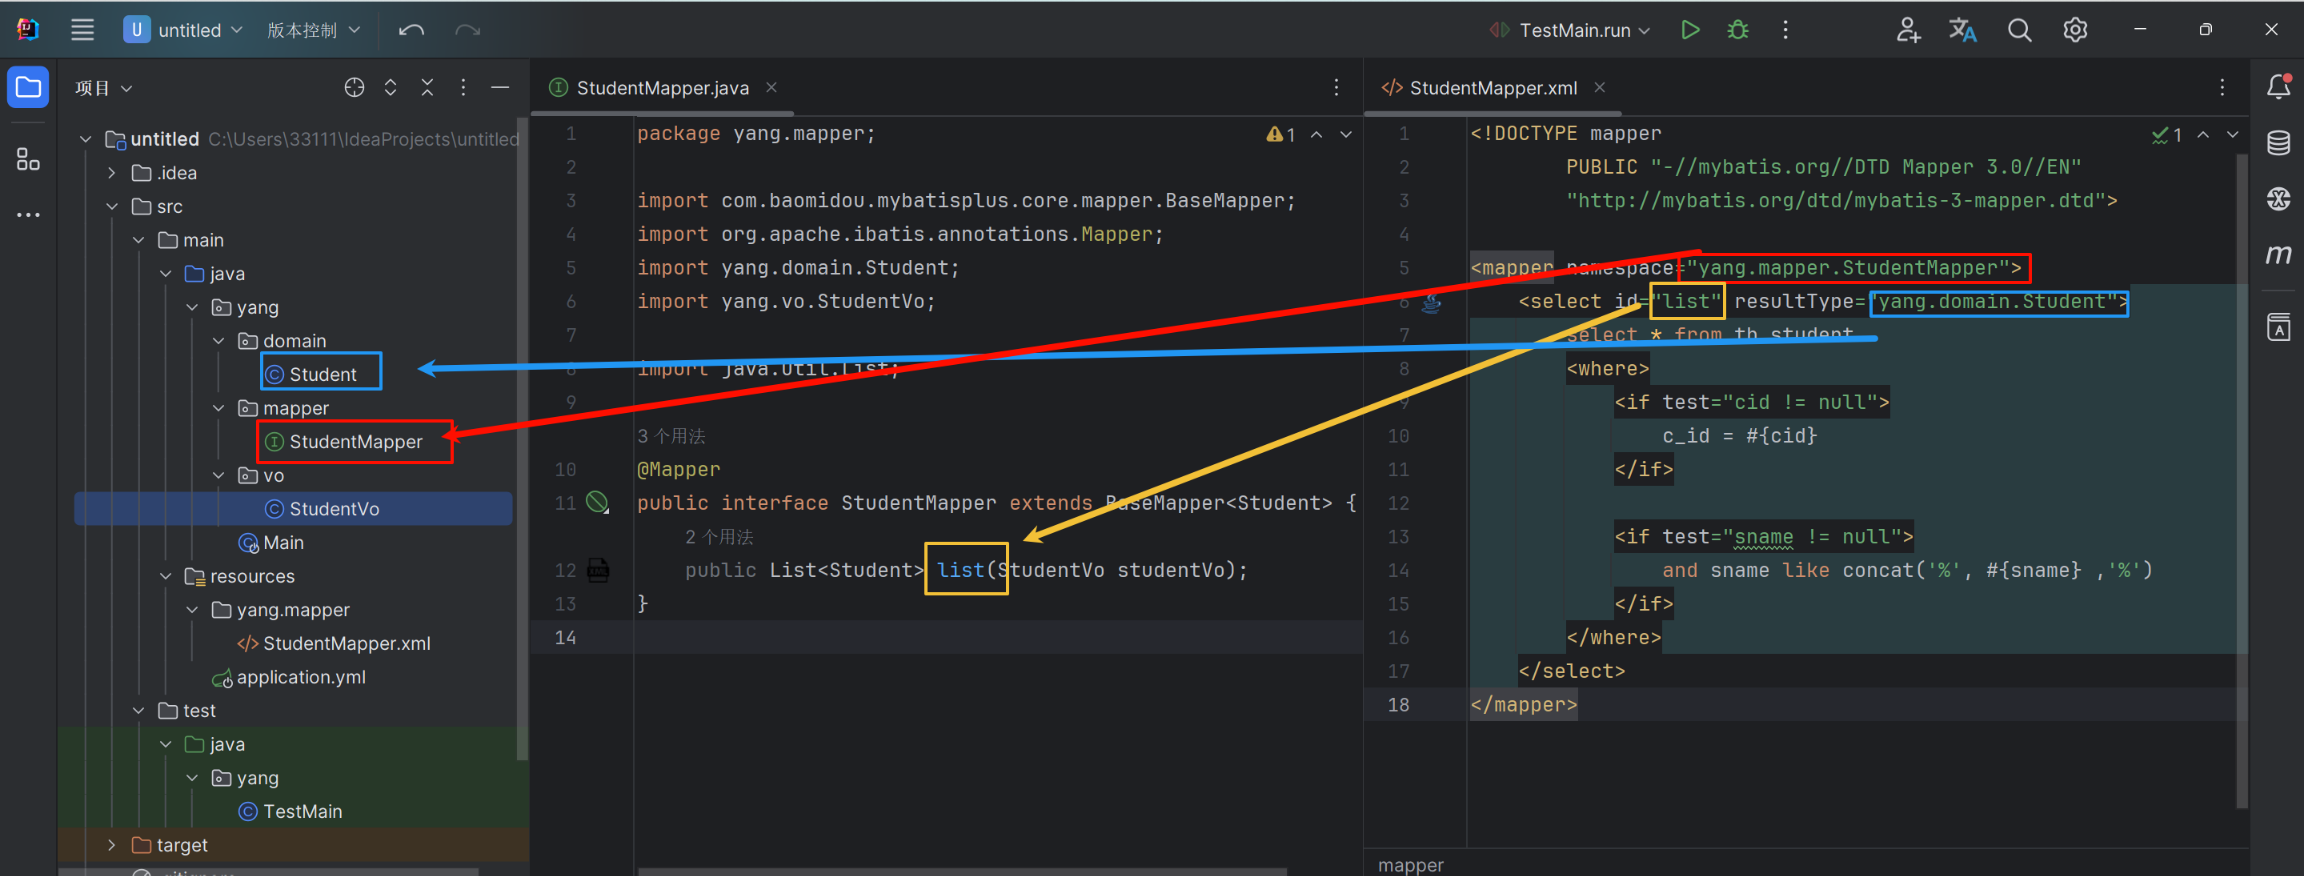 U untitled 版本控制 TestMain.run
项目
untitled C:\Users\33111\IdeaProjects\untitled
.idea
src
main
java
yang
domain
Student
mapper
StudentMapper
vo
StudentVo
Main
resources
yang.mapper
StudentMapper.xml
application.yml
test
java
yang
TestMain
target
StudentMapper.java
1 package yang.mapper;
2
3 import com.baomidou.mybatisplus.core.mapper.BaseMapper;
4 import org.apache.ibatis.annotations.Mapper;
5 import yang.domain.Student;
6 import yang.vo.StudentVo;
7
8 import java.util.List;
9
3 个用法
10 @Mapper
11 public interface StudentMapper extends BaseMapper<Student> {
2 个用法
12 public List<Student> list(StudentVo studentVo);
13 }
14
1
StudentMapper.xml
1 <!DOCTYPE mapper
2 PUBLIC "-//mybatis.org//DTD Mapper 3.0//EN"
3 "http://mybatis.org/dtd/mybatis-3-mapper.dtd">
4
5 <mapper namespace="yang.mapper.StudentMapper">
6 <select id="list" resultType="yang.domain.Student">
7 select * from tb_student
8 <where>
9 <if test="cid != null">
10 c_id = #{cid}
11 </if>
12
13 <if test="sname != null">
14 and sname like concat('%', #{sname} ,'%')
15 </if>
16 </where>
17 </select>
18 </mapper>
1
mapper
m
A